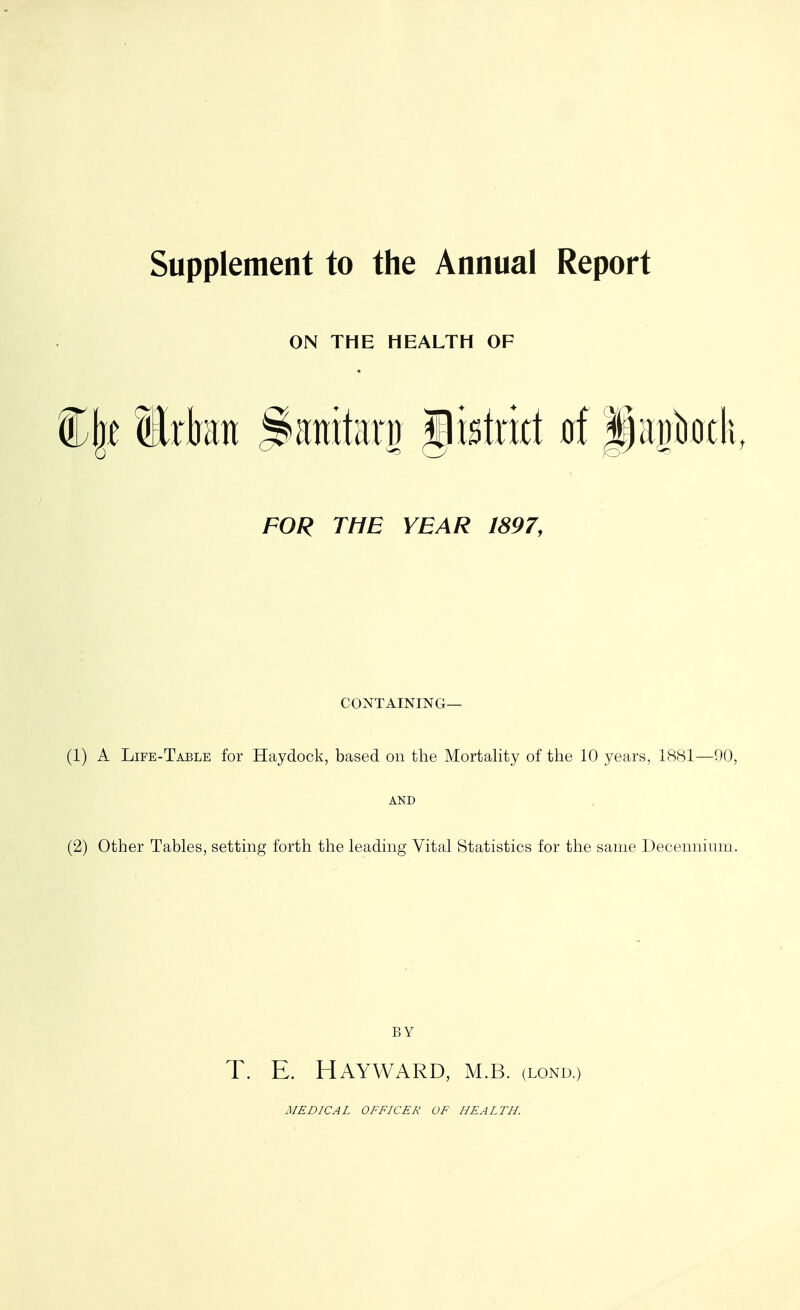 Supplement to the Annual Report
ON THE HEALTH OF
The Urban Sanitary District of Haydock,
FOR THE YEAR 1897,
CONTAINING—
(1) A LIFE-TABLE for Haydock, based on the Mortality of the 10 years, 1881—90,
AND
(2) Other Tables, setting forth the leading Vital Statistics for the same Decennium.
BY
T. E. HAYWARD, M.B. (LOND.)
MEDICAL OFFICER OF HEALTH.